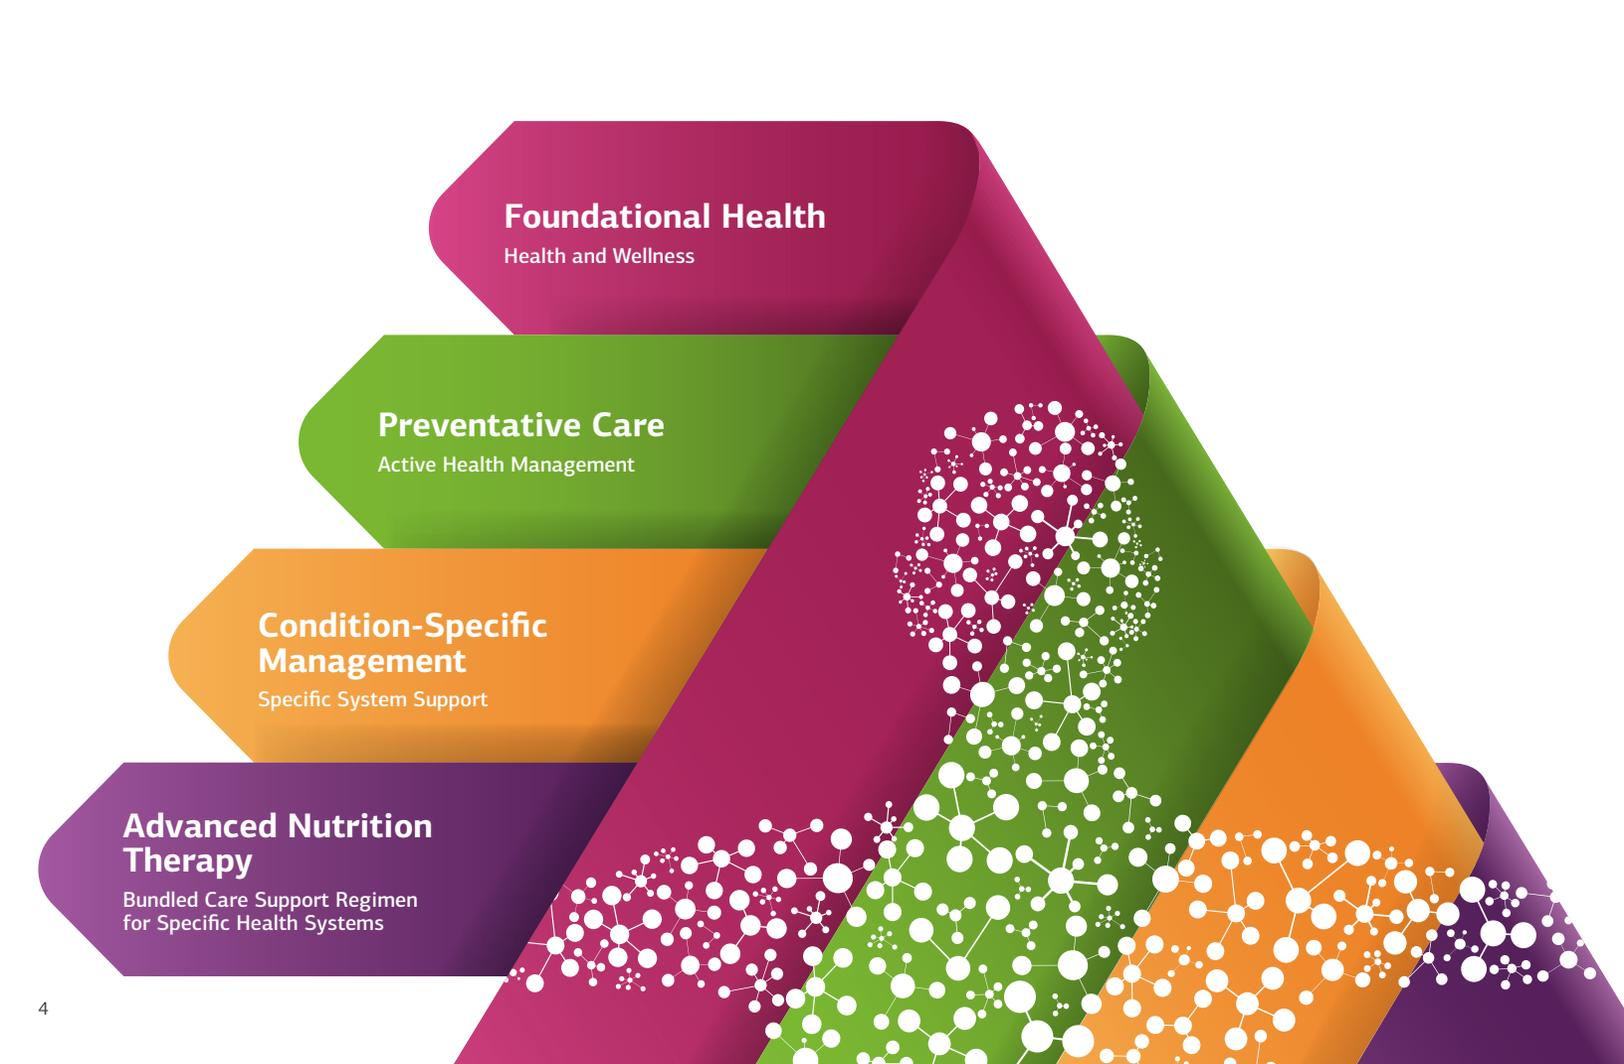 Foundational Health
Health and Wellness
Preventative Care
Active Health Management
Condition-Specific
Management
Specific System Support
Advanced Nutrition
Therapy
Bundled Care Support Regimen
for Specific Health Systems
4